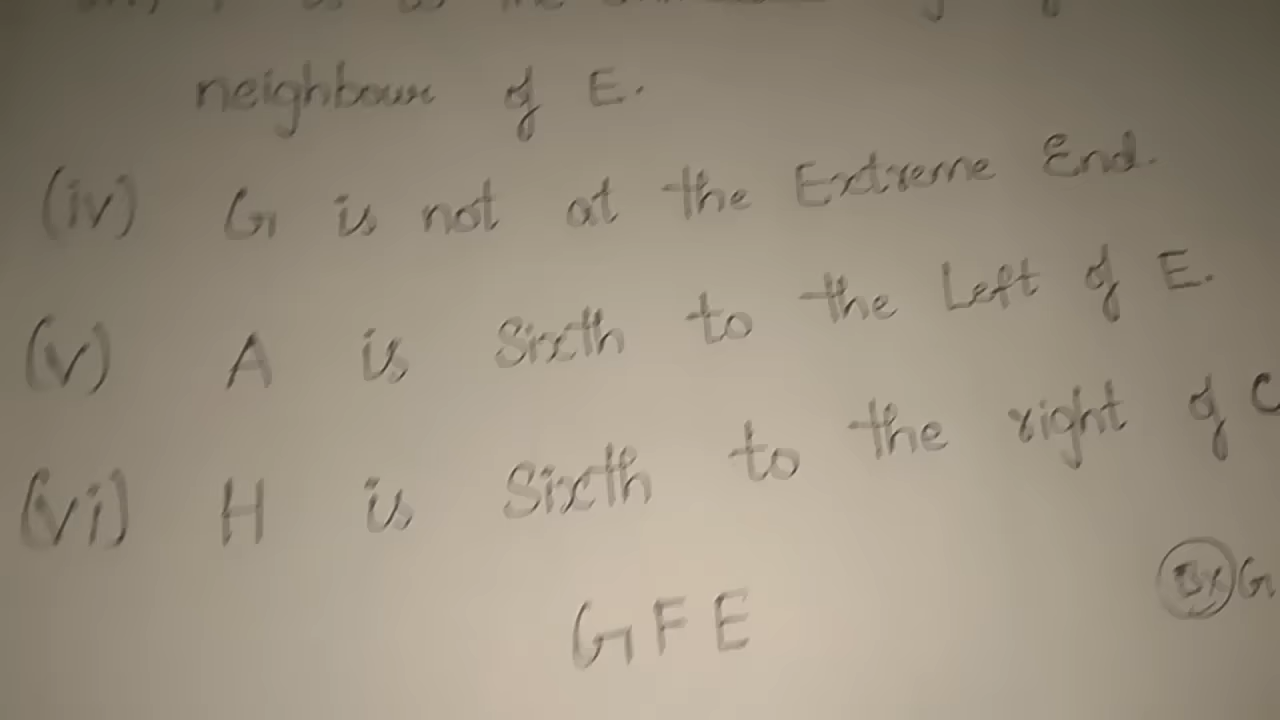 neighbour of E.
(iv) G is not at the Extreme End.
(v) A is Sixth to the Left of E.
(vi) H is Sixth to the right of C
GFE
G